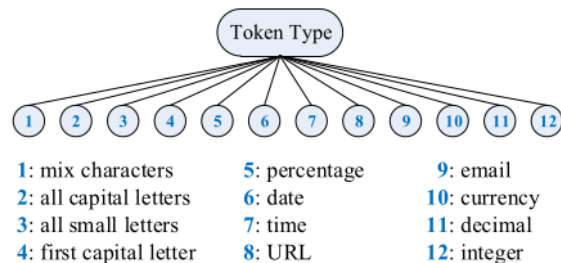 Token Type
1 2 3 4 5 6 7 8 9 10 11 12
1: mix characters
2: all capital letters
3: all small letters
4: first capital letter
5: percentage
6: date
7: time
8: URL
9: email
10: currency
11: decimal
12: integer